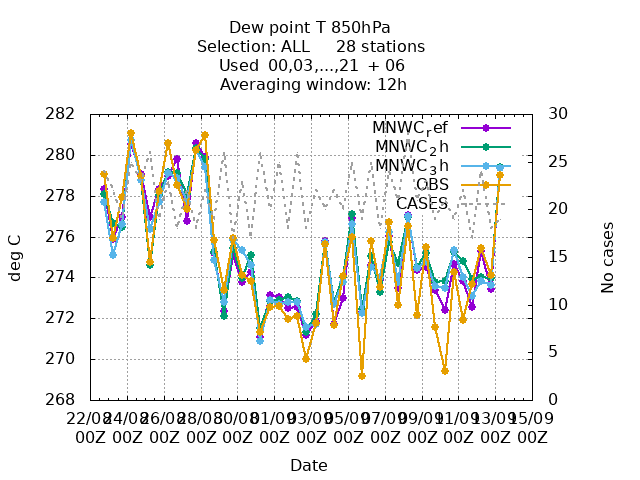 Dew point T 850hPa
Selection: ALL 28 stations
Used 00,03,...,21 + 06
Averaging window: 12h
282
280
278
276
274
272
270
268
deg C
30
25
20
15
10
5
0
No cases
MNWCref
MNWC2h
MNWC3h
OBS
CASES
22/08 24/08 26/08 28/08 30/08 01/09 03/09 05/09 07/09 09/09 11/09 13/09 15/09
00Z 00Z 00Z 00Z 00Z 00Z 00Z 00Z 00Z 00Z 00Z 00Z 00Z
Date